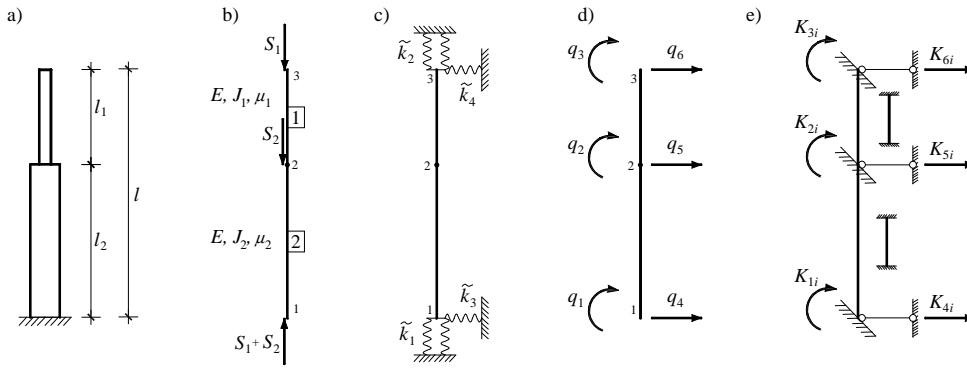 a)
b)
c)
d)
e)
l₁
l₂
l
S₁
3
E, J₁, μ₁
1
S₂
2
E, J₂, μ₂
2
1
S₁+ S₂
k̃₂
3
k̃₄
2
1
k̃₃
k̃₁
q₃
q₆
3
q₂
q₅
2
q₁
q₄
1
K₃ᵢ
K₆ᵢ
K₂ᵢ
K₅ᵢ
K₁ᵢ
K₄ᵢ